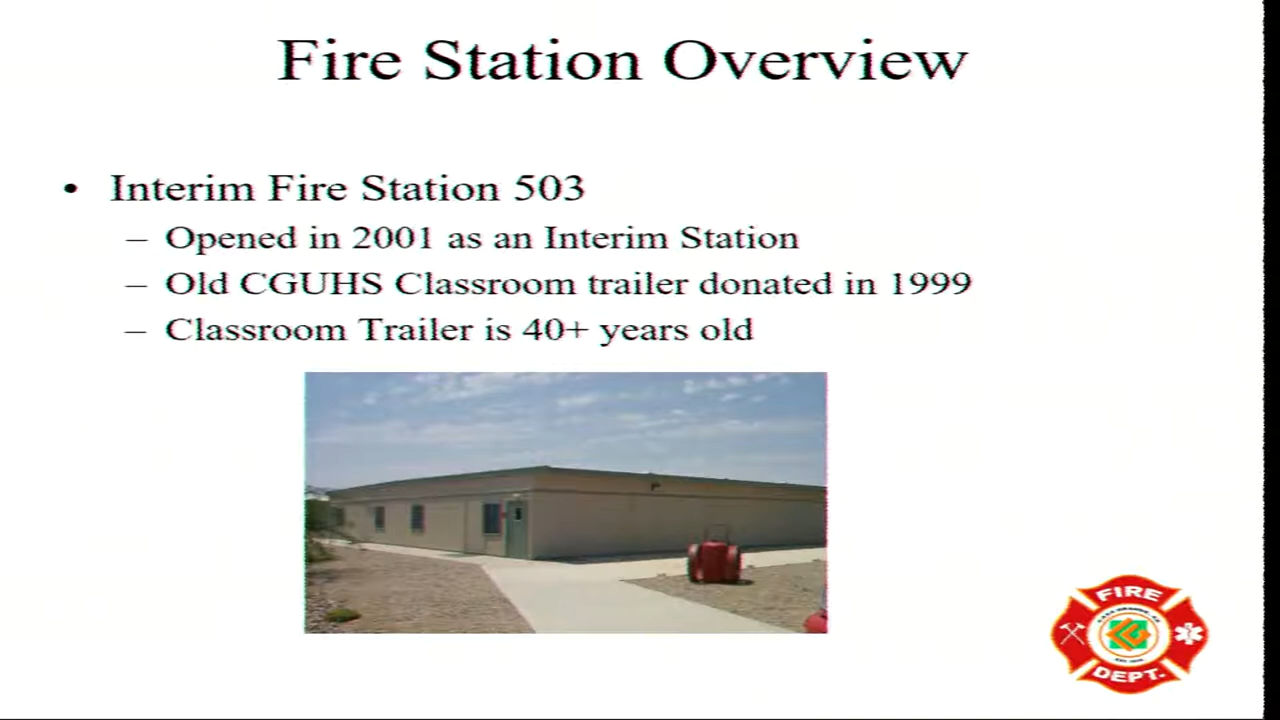 Fire Station Overview
• Interim Fire Station 503
– Opened in 2001 as an Interim Station
– Old CGUHS Classroom trailer donated in 1999
– Classroom Trailer is 40+ years old
FIRE
DEPT.